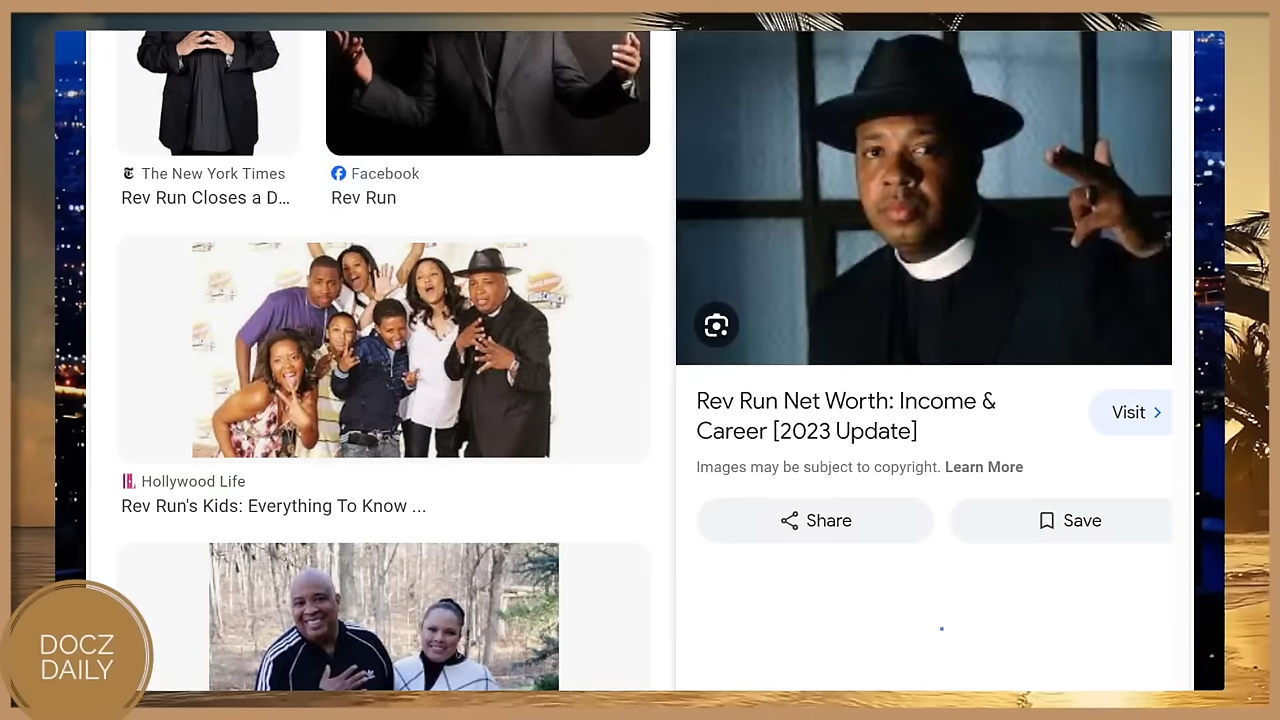 The New York Times
Rev Run Closes a D...
Facebook
Rev Run
Hollywood Life
Rev Run's Kids: Everything To Know ...
Rev Run Net Worth: Income &
Career [2023 Update]
Visit
Images may be subject to copyright. Learn More
Share
Save
DOCZ
DAILY